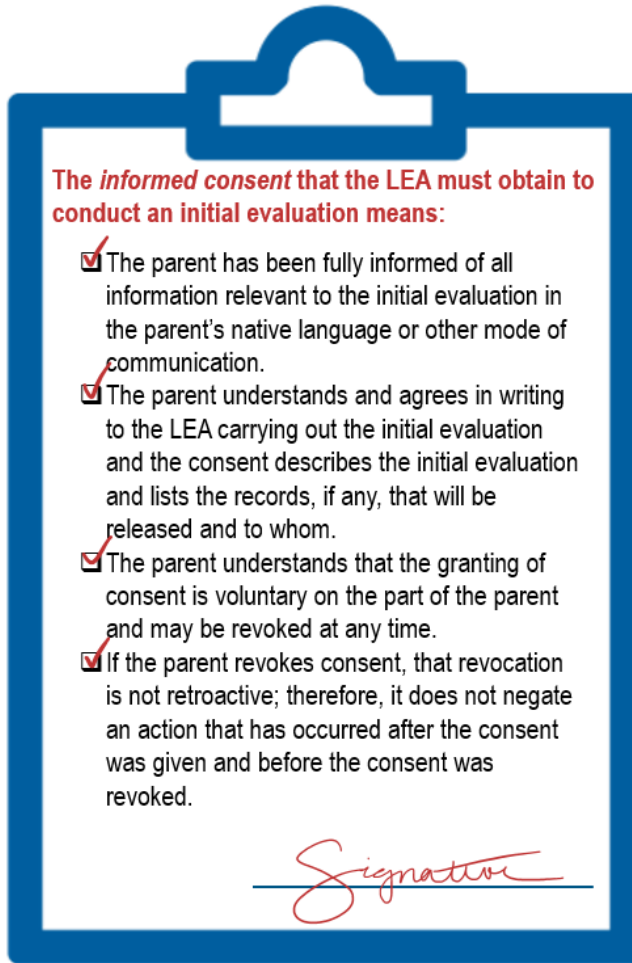 The informed consent that the LEA must obtain to
conduct an initial evaluation means:
The parent has been fully informed of all
information relevant to the initial evaluation in
the parent's native language or other mode of
communication.
The parent understands and agrees in writing
to the LEA carrying out the initial evaluation
and the consent describes the initial evaluation
and lists the records, if any, that will be
released and to whom.
The parent understands that the granting of
consent is voluntary on the part of the parent
and may be revoked at any time.
If the parent revokes consent, that revocation
is not retroactive; therefore, it does not negate
an action that has occurred after the consent
was given and before the consent was
revoked.
Signature